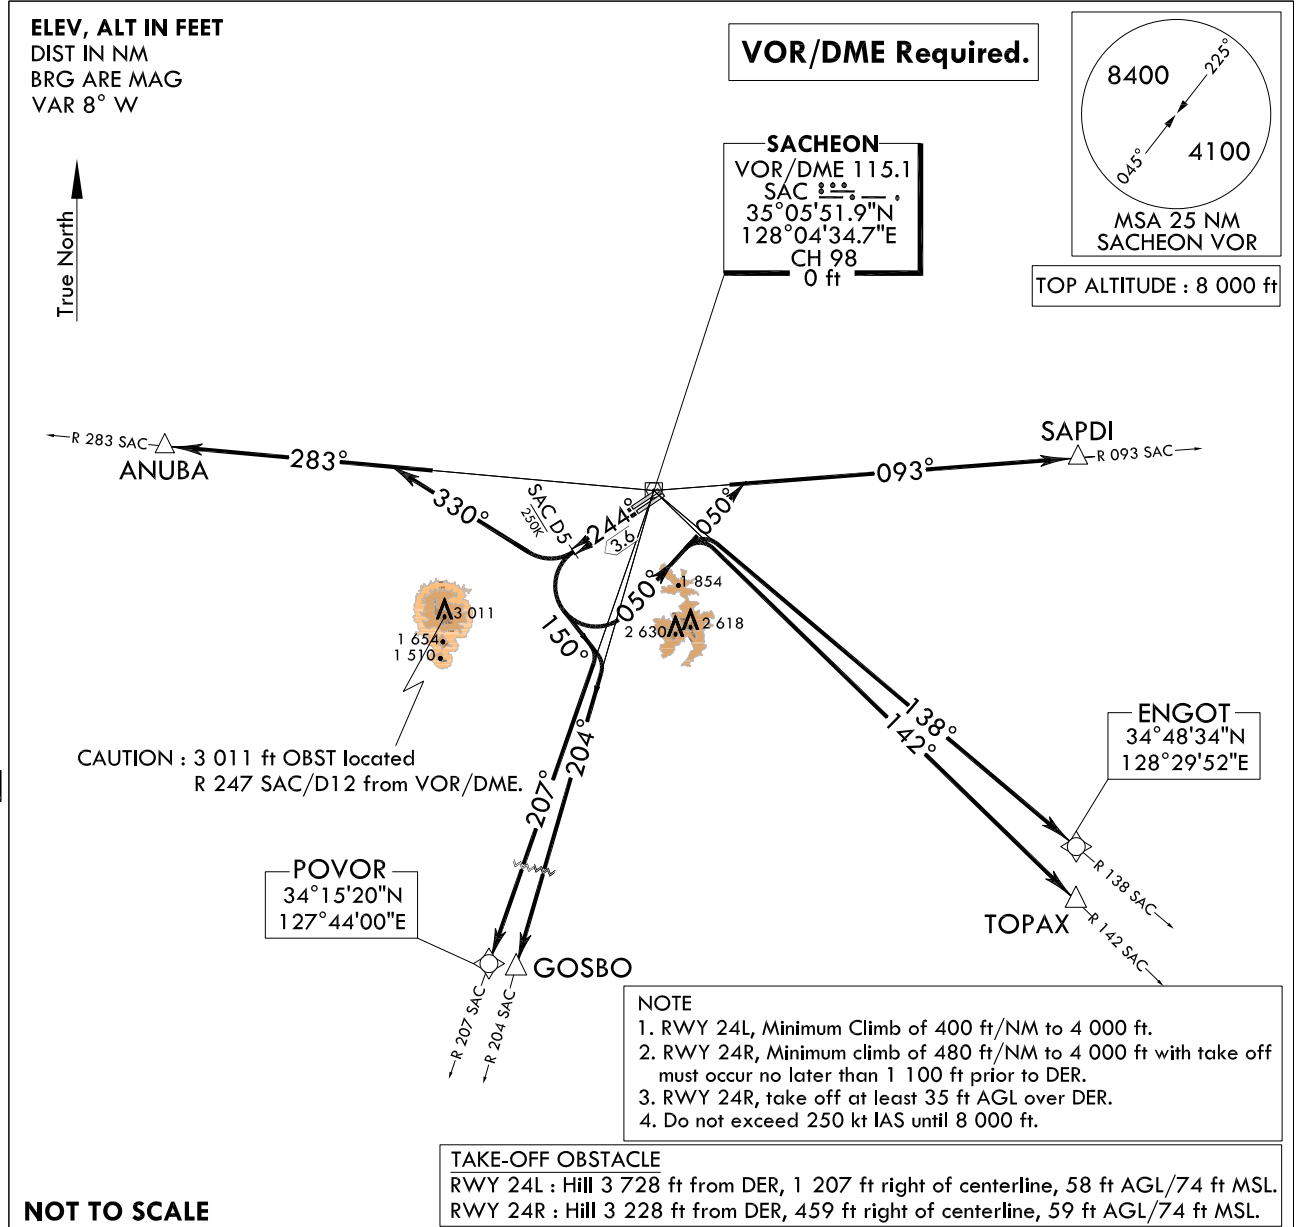 ELEV, ALT IN FEET
DIST IN NM
BRG ARE MAG
VAR 8° W
True North
VOR/DME Required.
8400
225°
045°
4100
MSA 25 NM
SACHEON VOR
TOP ALTITUDE : 8 000 ft
SACHEON
VOR/DME 115.1
SAC
35°05'51.9"N
128°04'34.7"E
CH 98
0 ft
R 283 SAC
ANUBA
283°
330°
SAC D5
250K
244°
3.6
050°
093°
SAPDI
R 093 SAC
050°
1 854
2 630
2 618
3 011
1 654
1 510
150°
CAUTION : 3 011 ft OBST located
R 247 SAC/D12 from VOR/DME.
207°
204°
138°
142°
ENGOT
34°48'34"N
128°29'52"E
R 138 SAC
TOPAX
R 142 SAC
POVOR
34°15'20"N
127°44'00"E
GOSBO
R 207 SAC
R 204 SAC
NOTE
1. RWY 24L, Minimum Climb of 400 ft/NM to 4 000 ft.
2. RWY 24R, Minimum climb of 480 ft/NM to 4 000 ft with take off
must occur no later than 1 100 ft prior to DER.
3. RWY 24R, take off at least 35 ft AGL over DER.
4. Do not exceed 250 kt IAS until 8 000 ft.
TAKE-OFF OBSTACLE
RWY 24L : Hill 3 728 ft from DER, 1 207 ft right of centerline, 58 ft AGL/74 ft MSL.
RWY 24R : Hill 3 228 ft from DER, 459 ft right of centerline, 59 ft AGL/74 ft MSL.
NOT TO SCALE